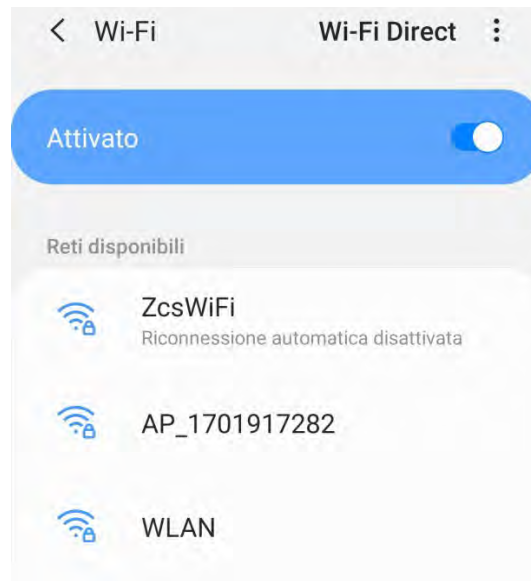 Wi-Fi Wi-Fi Direct
Attivato
Reti disponibili
ZcsWiFi
Riconnessione automatica disattivata
AP_1701917282
WLAN